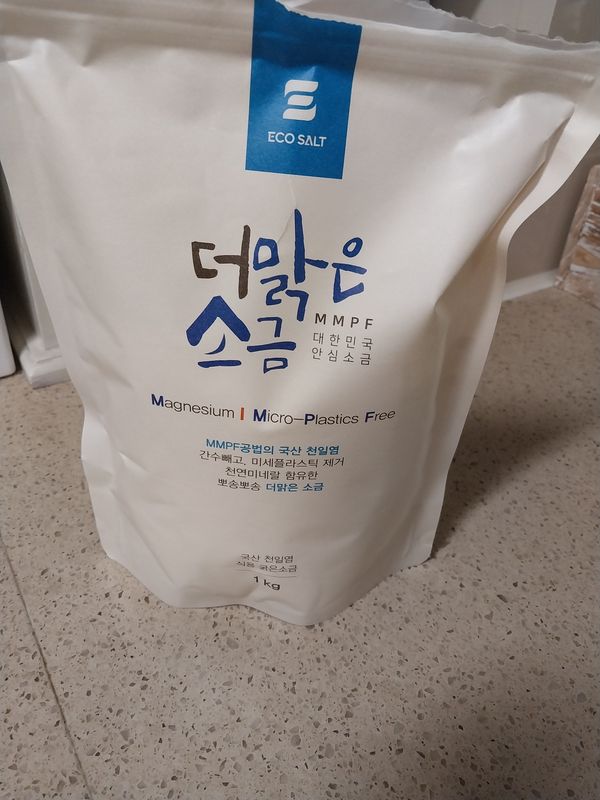 ECO SALT
더맑은
소금
MMPF
대한민국
안심소금
Magnesium | Micro-Plastics Free
MMPF공법의 국산 천일염
간수빼고, 미세플라스틱 제거
천연미네랄 함유한
뽀송뽀송 더맑은 소금
국산 천일염
식용 굵은소금
1 kg